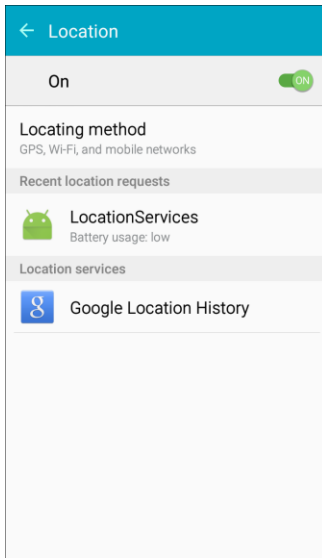 Location
On
ON
Locating method
GPS, Wi-Fi, and mobile networks
Recent location requests
LocationServices
Battery usage: low
Location services
8 Google Location History